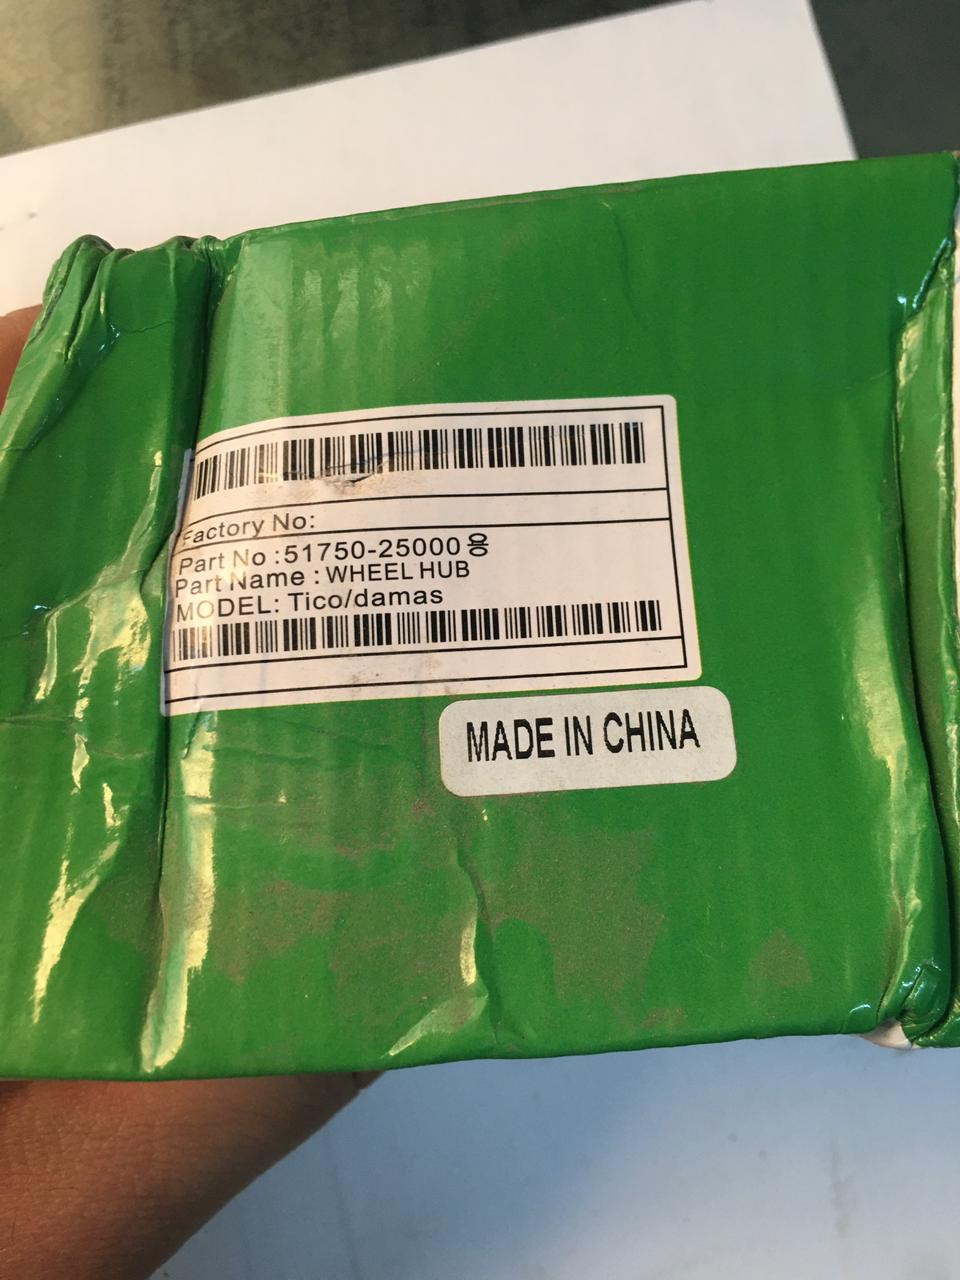 Factory No:
Part No :51750-25000용
Part Name : WHEEL HUB
MODEL: Tico/damas
MADE IN CHINA